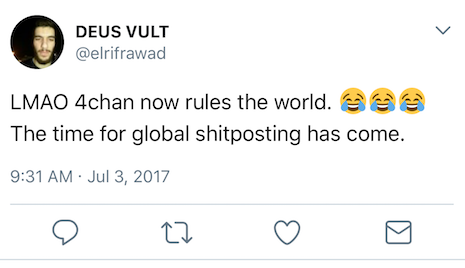 DEUS VULT
@elrifrawad
LMAO 4chan now rules the world. 😂😂😂
The time for global shitposting has come.
9:31 AM · Jul 3, 2017